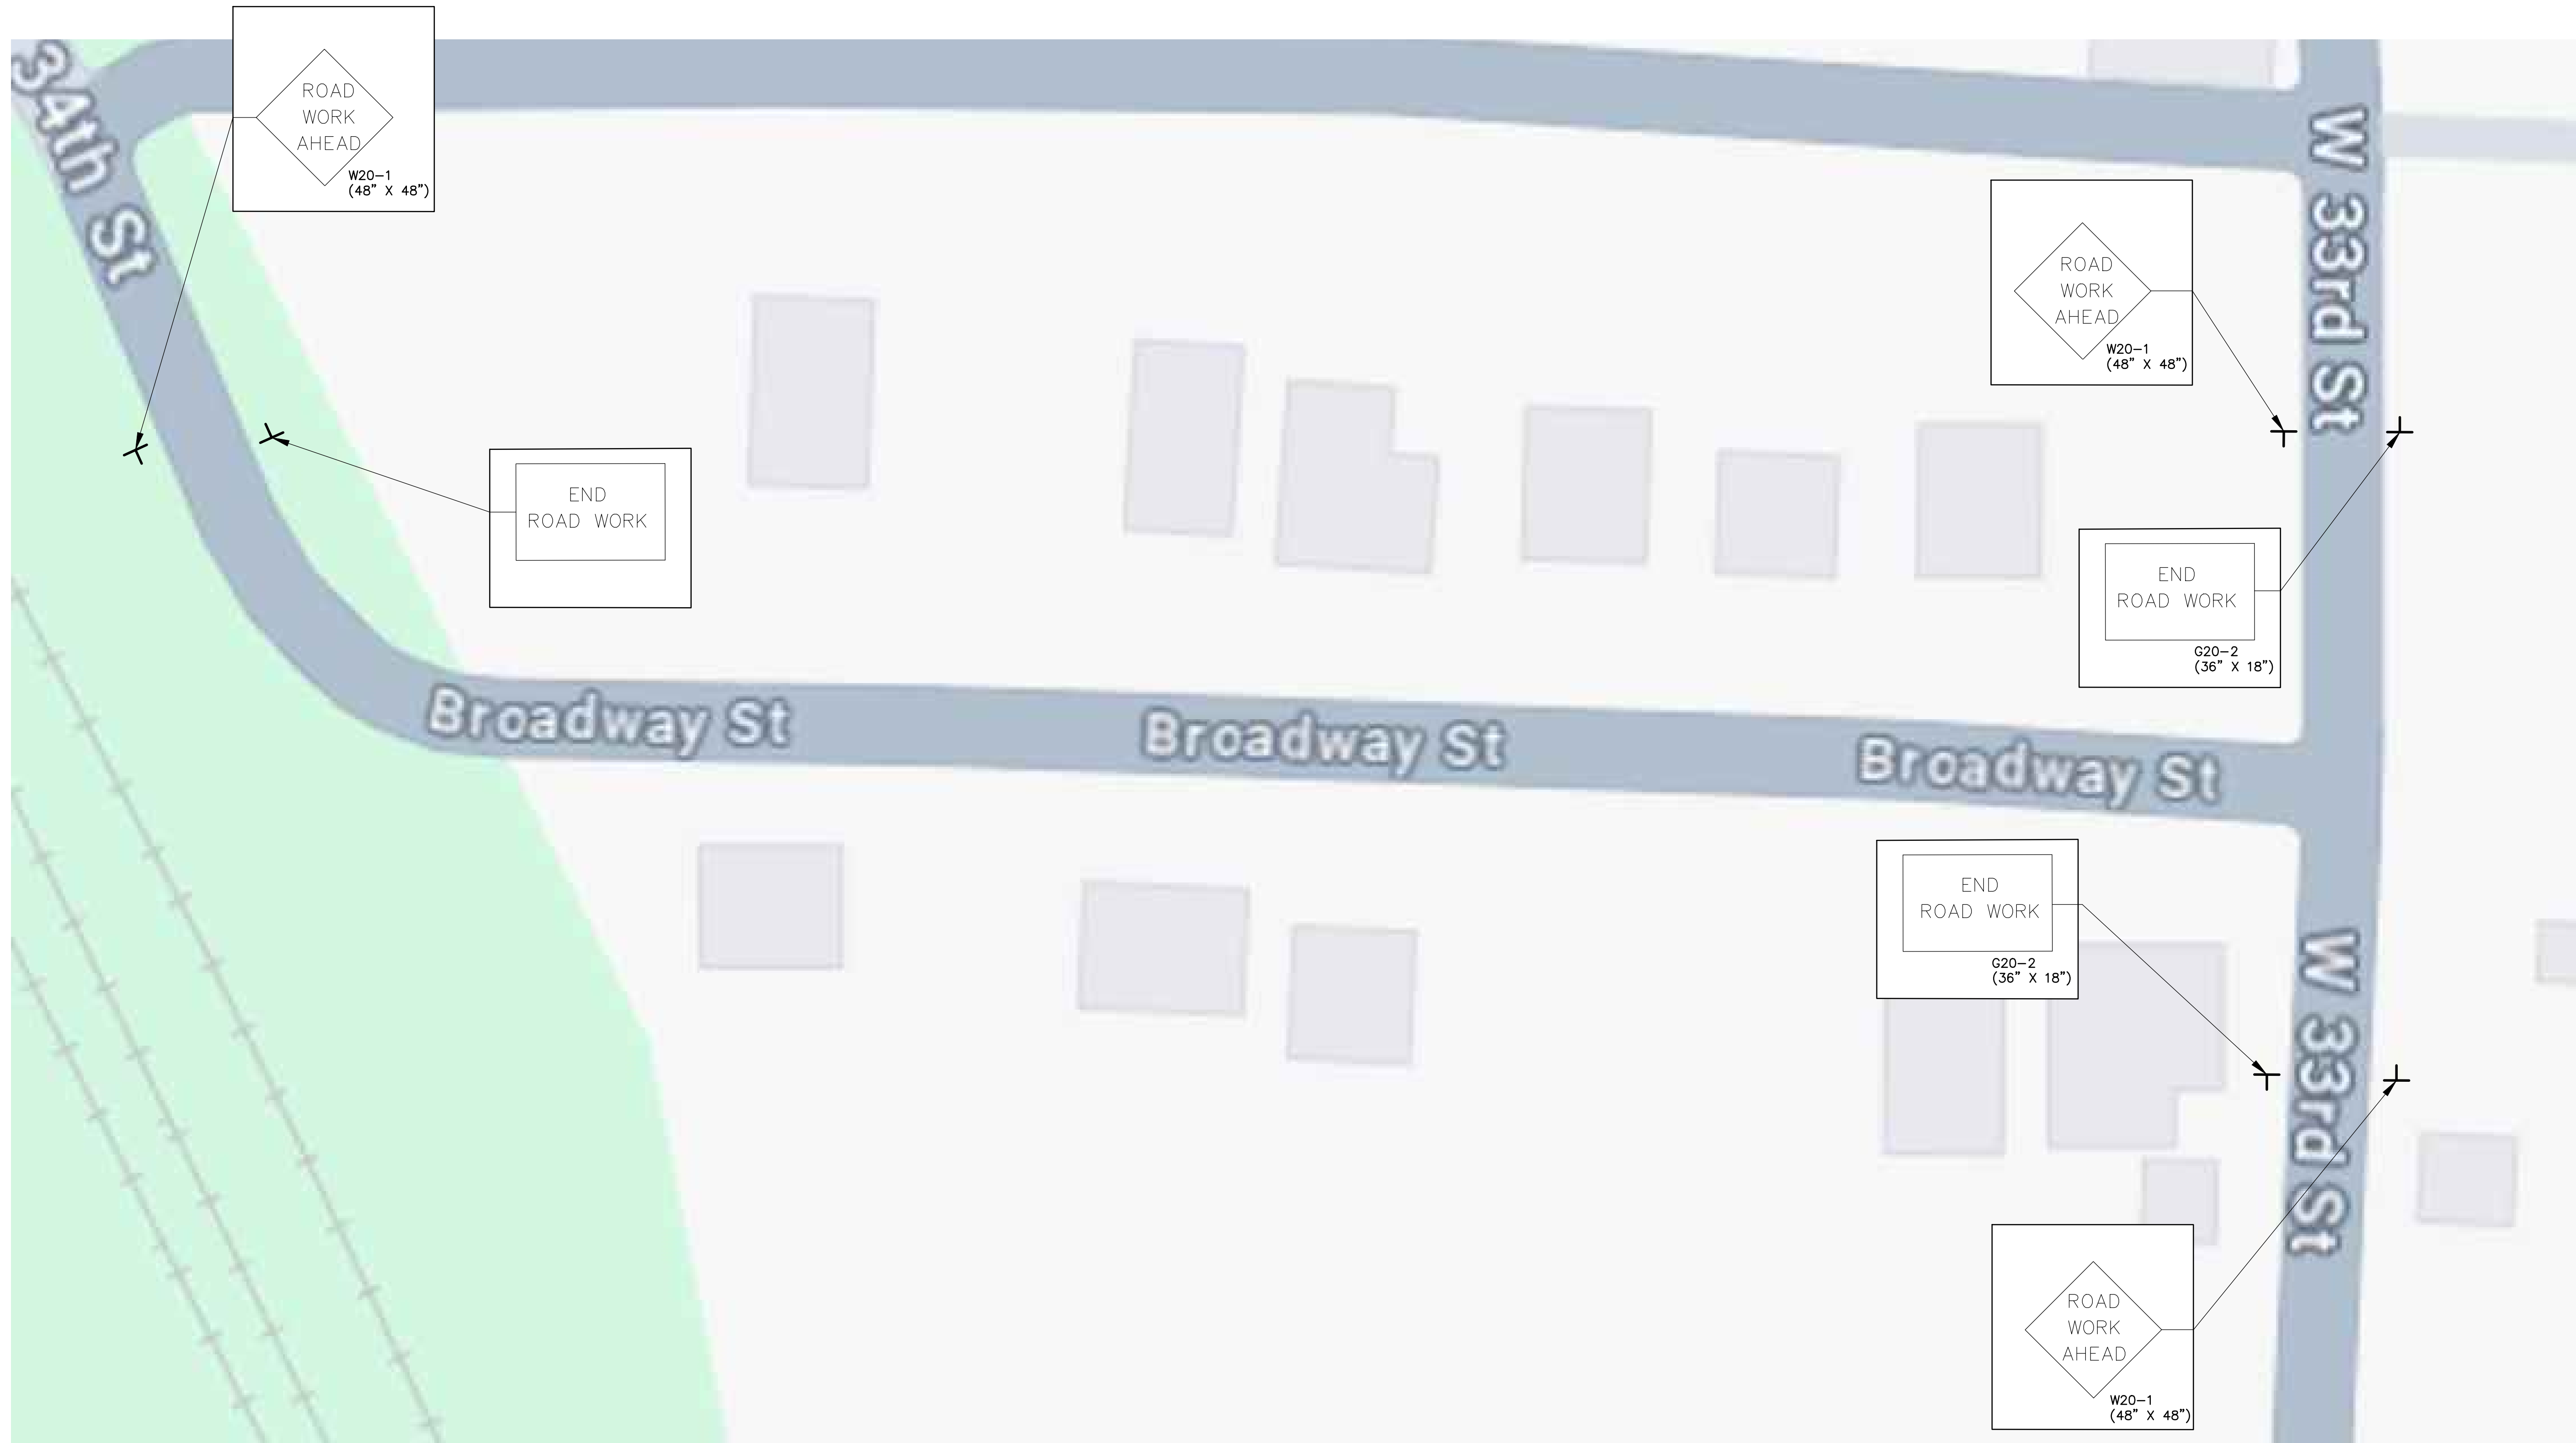 34th St
ROAD
WORK
AHEAD
W20-1
(48" X 48")
W 33rd St
ROAD
WORK
AHEAD
W20-1
(48" X 48")
END
ROAD WORK
END
ROAD WORK
G20-2
(36" X 18")
Broadway St
Broadway St
Broadway St
END
ROAD WORK
G20-2
(36" X 18")
W 33rd St
ROAD
WORK
AHEAD
W20-1
(48" X 48")